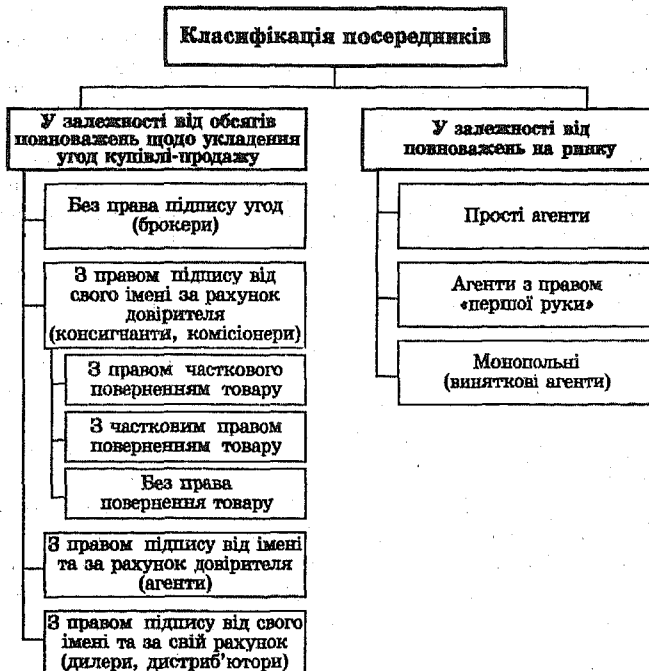 Класифікація посередників
У залежності від обсягів
повноважень щодо укладення
угод купівлі-продажу
Без права підпису угод
(брокери)
З правом підпису від
свого імені за рахунок
довірителя
(консигнанти, комісіонери)
З правом часткового
поверненням товару
З частковим правом
поверненням товару
Без права
повернення товару
З правом підпису від імені
та за рахунок довірителя
(агенти)
З правом підпису від свого
імені та за свій рахунок
(дилери, дистриб'ютори)
У залежності від
повноважень на ринку
Прості агенти
Агенти з правом
«першої руки»
Монопольні
(виняткові агенти)